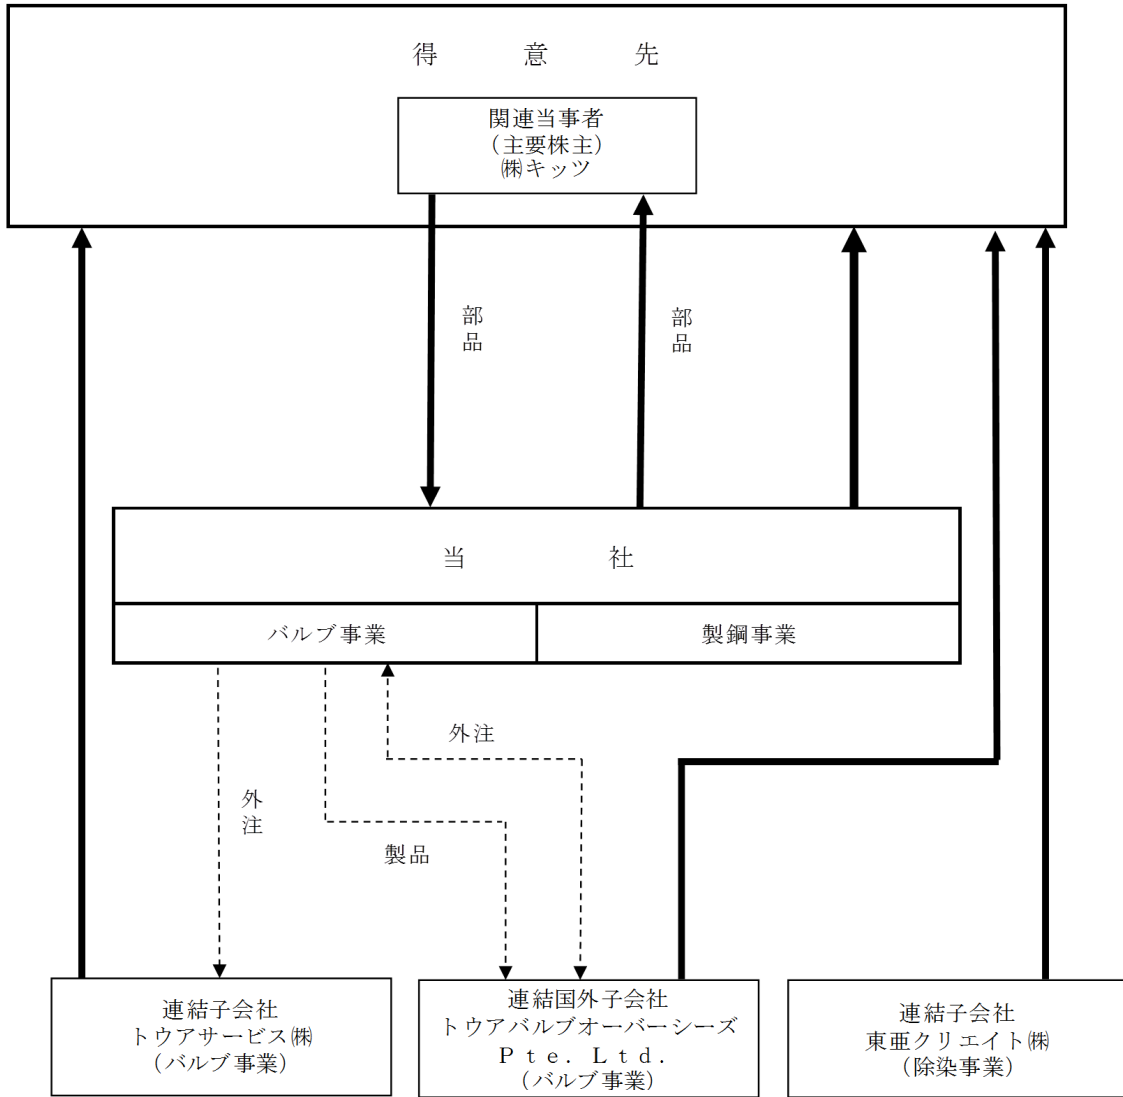 得意先
関連当事者
（主要株主）
㈱キッツ
部品
部品
当社
バルブ事業
製鋼事業
外注
外注
製品
連結子会社
トウアサービス㈱
（バルブ事業）
連結国外子会社
トウアバルブオーバーシーズ
Ｐｔｅ．Ｌｔｄ．
（バルブ事業）
連結子会社
東亜クリエイト㈱
（除染事業）